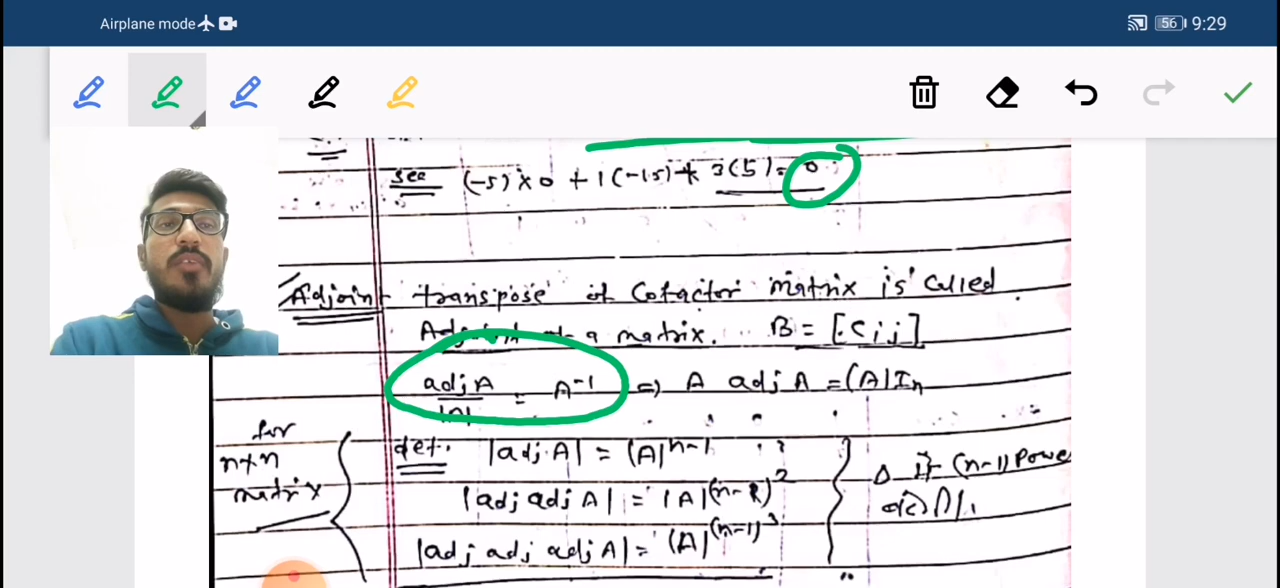 Airplane mode
56 9:29
See (-5)×0 + 1(-15)+ 3(5)= 0
Adjoint transpose of Cofactor matrix is called
Adjoint of a matrix. B = [Cij]
adj A / |A| = A⁻¹ ⇒ A adj A = |A| In
for
n×n
matrix
det. |adj A| = |A|ⁿ⁻¹
|adj adj A| = |A|^(n-1)^2
|adj adj adj A| = |A|^(n-1)^3
if (n-1) Power